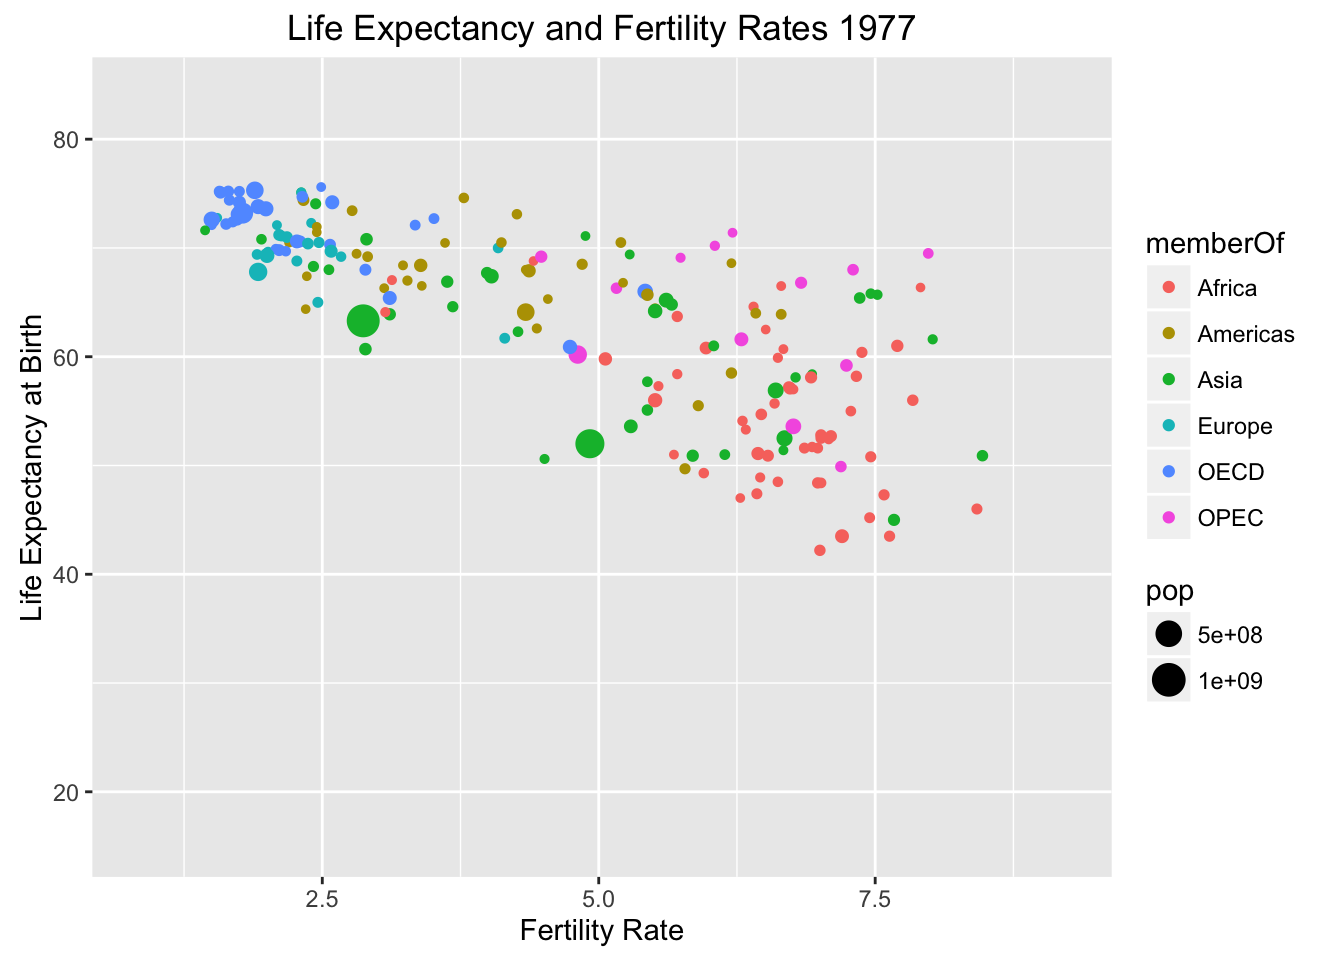 Life Expectancy and Fertility Rates 1977
Life Expectancy at Birth
80
60
40
20
2.5 5.0 7.5
Fertility Rate
memberOf
Africa
Americas
Asia
Europe
OECD
OPEC
pop
5e+08
1e+09